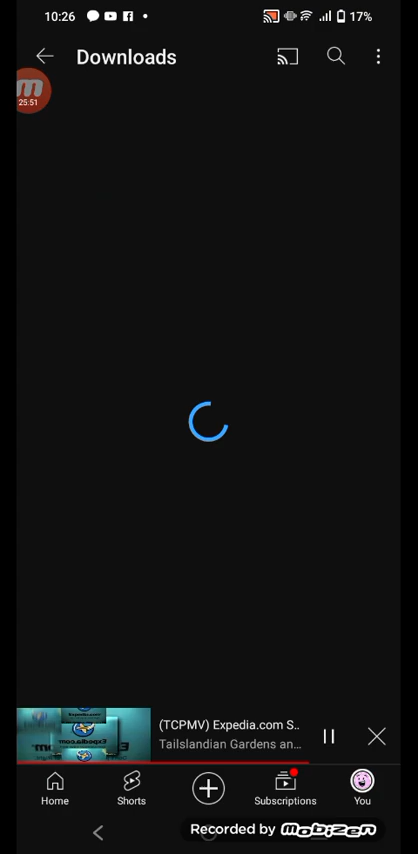 10:26
17%
Downloads
25:51
(TCPMV) Expedia.com S..
Tailslandian Gardens an...
Home
Shorts
Subscriptions
You
Recorded by mobizen